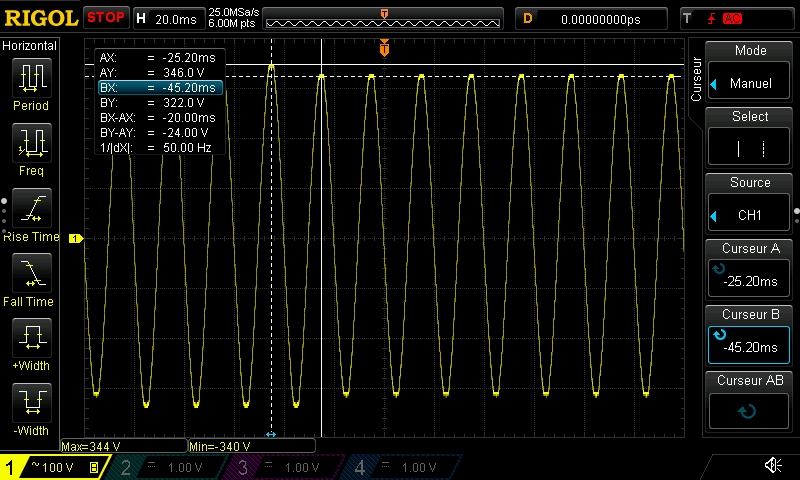 RIGOL STOP H 20.0ms 25.0MSa/s 6.00M pts T D 0.00000000ps T AC
Horizontal
Period
Freq
Rise Time
Fall Time
+Width
-Width
AX: = -25.20ms
AY: = 346.0 V
BX: = -45.20ms
BY: = 322.0 V
BX-AX: = -20.00ms
BY-AY: = -24.00 V
1/|dX|: = 50.00 Hz
T
1
Max=344 V Min=-340 V
Curseur
Mode
Manuel
Select
Source
CH1
Curseur A
-25.20ms
Curseur B
-45.20ms
Curseur AB
1 ~ 100 V B 2 1.00 V 3 1.00 V 4 1.00 V